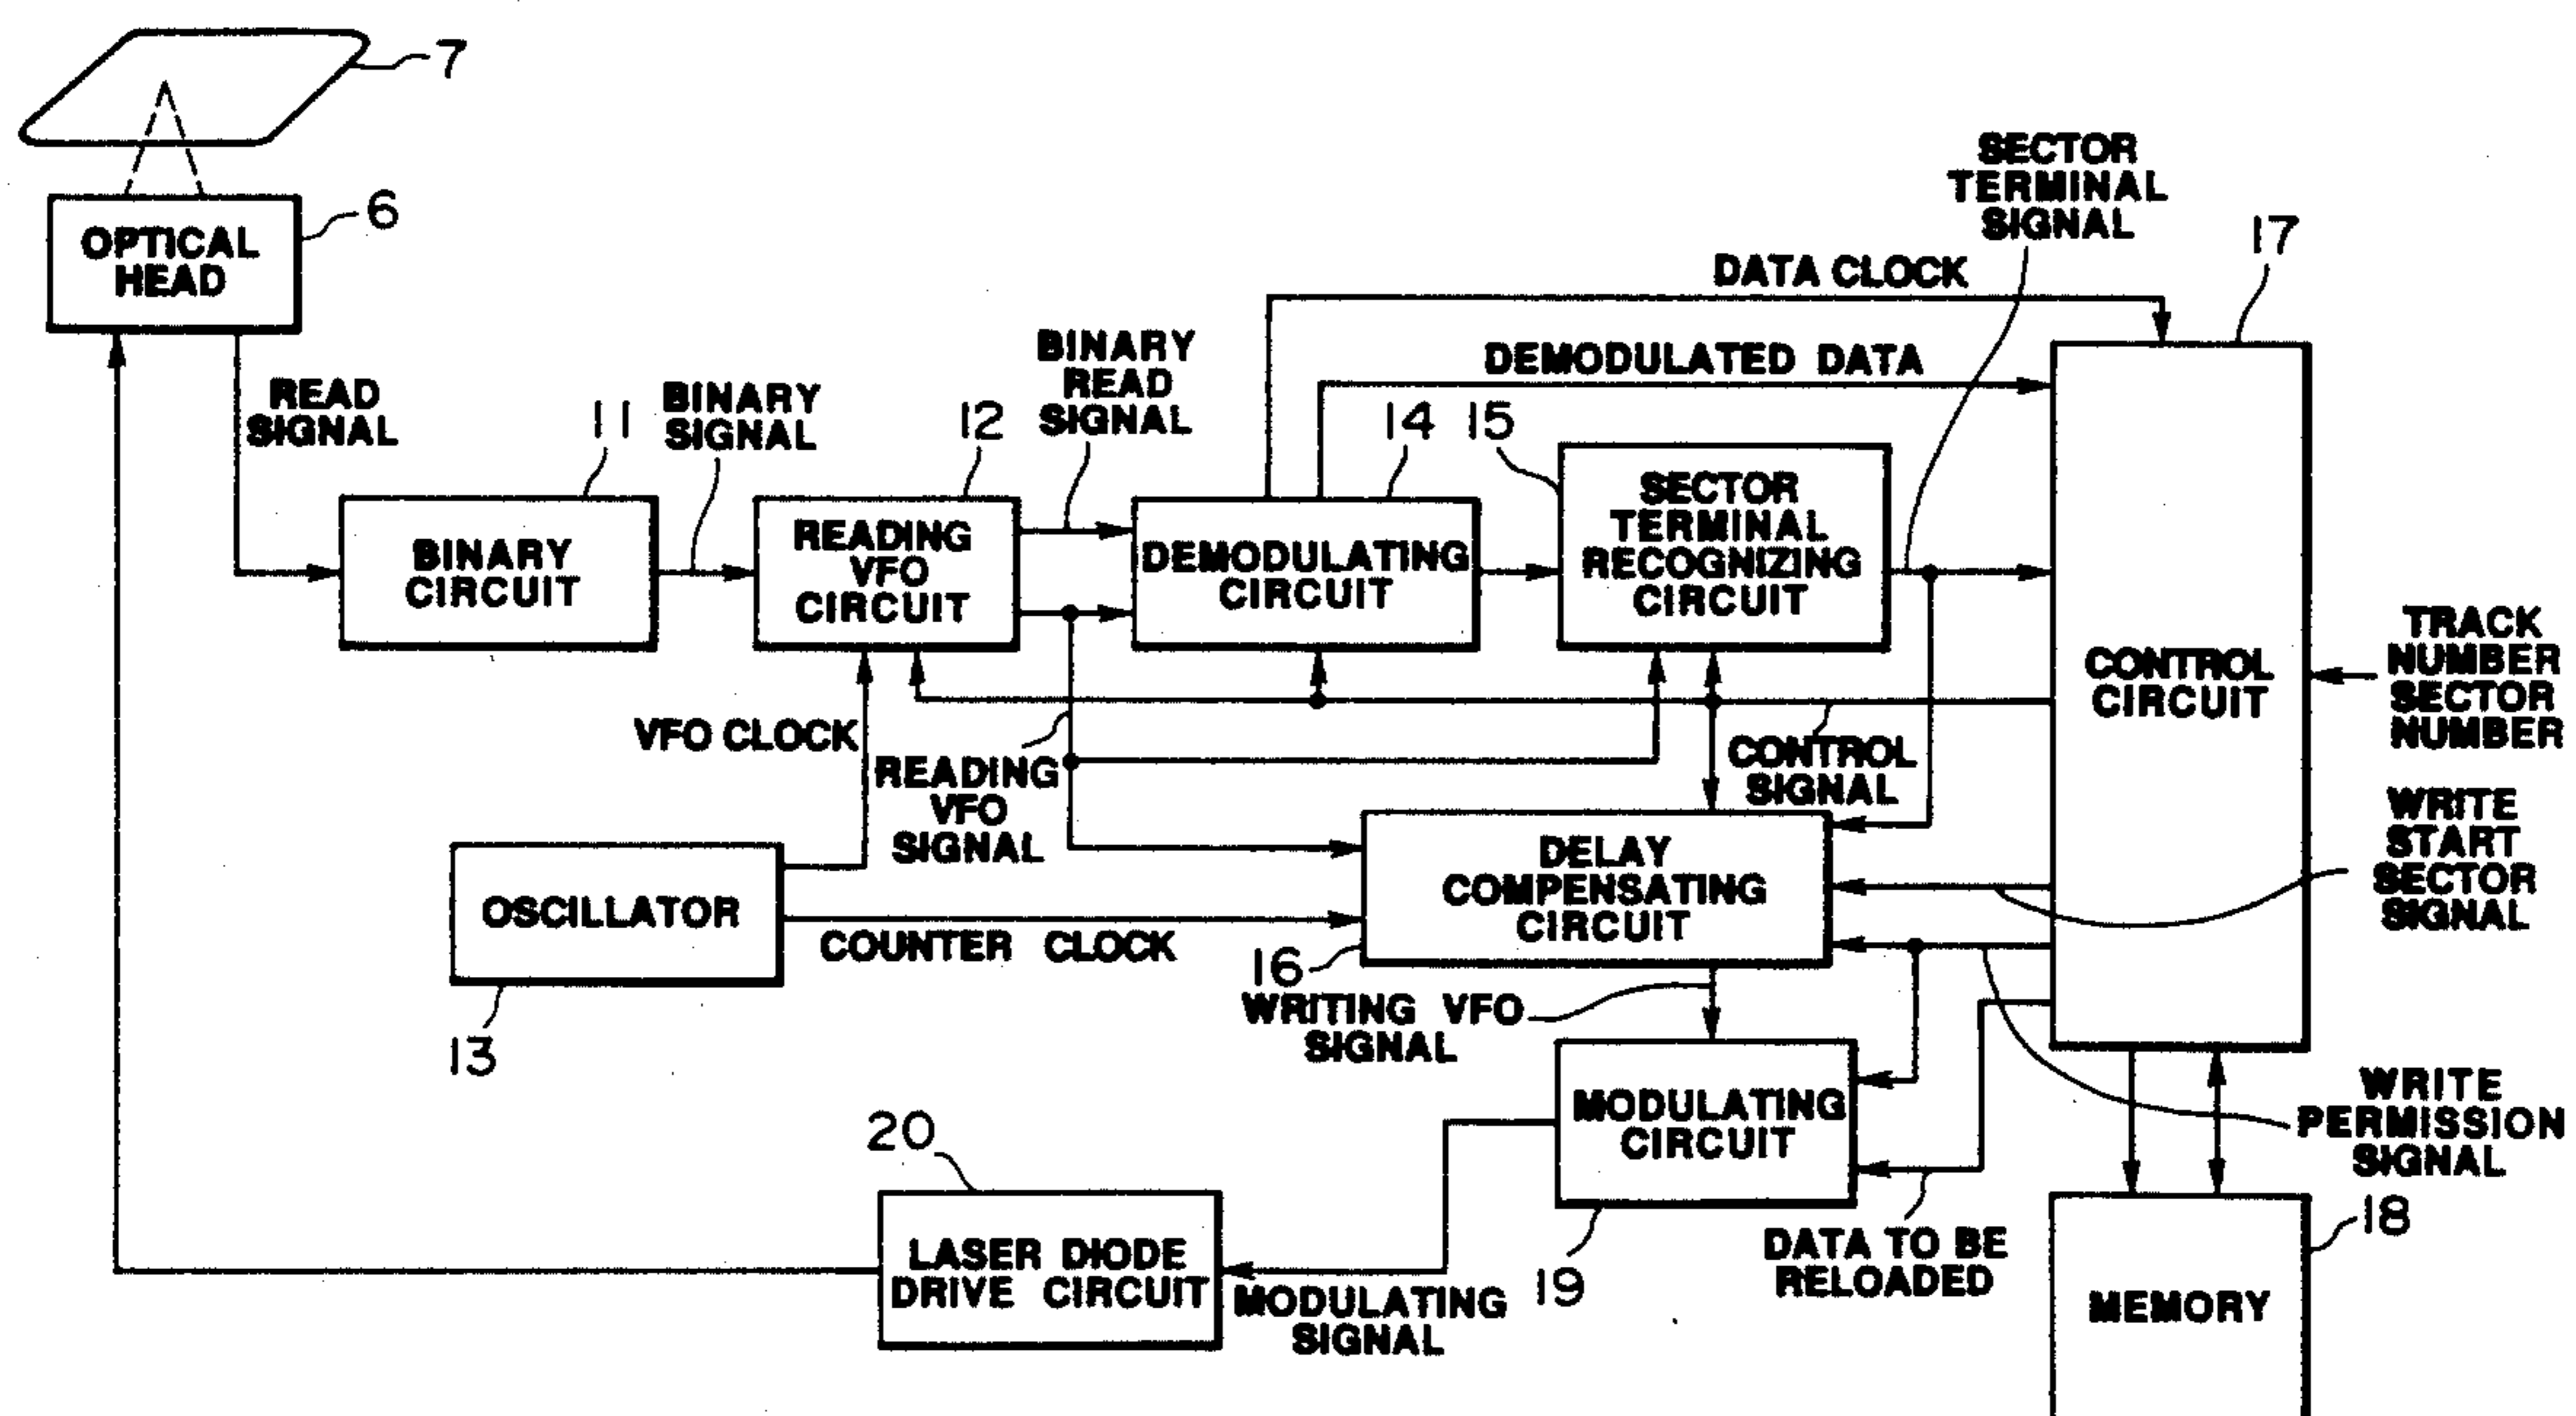 7
6
OPTICAL
HEAD
READ
SIGNAL
11
BINARY
CIRCUIT
BINARY
SIGNAL
12
READING
VFO
CIRCUIT
BINARY
READ
SIGNAL
14
DEMODULATING
CIRCUIT
15
SECTOR
TERMINAL
RECOGNIZING
CIRCUIT
DATA CLOCK
DEMODULATED DATA
SECTOR
TERMINAL
SIGNAL
17
CONTROL
CIRCUIT
TRACK
NUMBER
SECTOR
NUMBER
VFO CLOCK
READING
VFO
SIGNAL
CONTROL
SIGNAL
OSCILLATOR
13
COUNTER CLOCK
DELAY
COMPENSATING
CIRCUIT
16
WRITE
START
SECTOR
SIGNAL
WRITING VFO
SIGNAL
MODULATING
CIRCUIT
19
WRITE
PERMISSION
SIGNAL
DATA TO BE
RELOADED
20
LASER DIODE
DRIVE CIRCUIT
MODULATING
SIGNAL
18
MEMORY